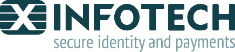 X INFOTECH
secure identity and payments